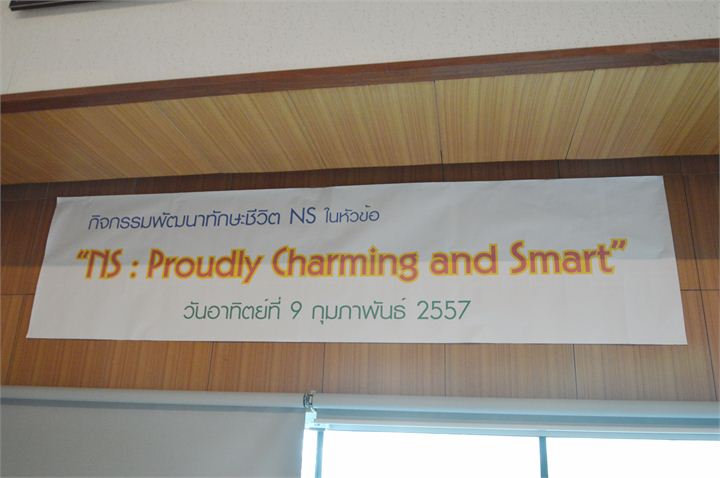 กิจกรรมพัฒนาทักษะชีวิต NS ในหัวข้อ
“NS : Proudly Charming and Smart”
วันอาทิตย์ที่ 9 กุมภาพันธ์ 2557